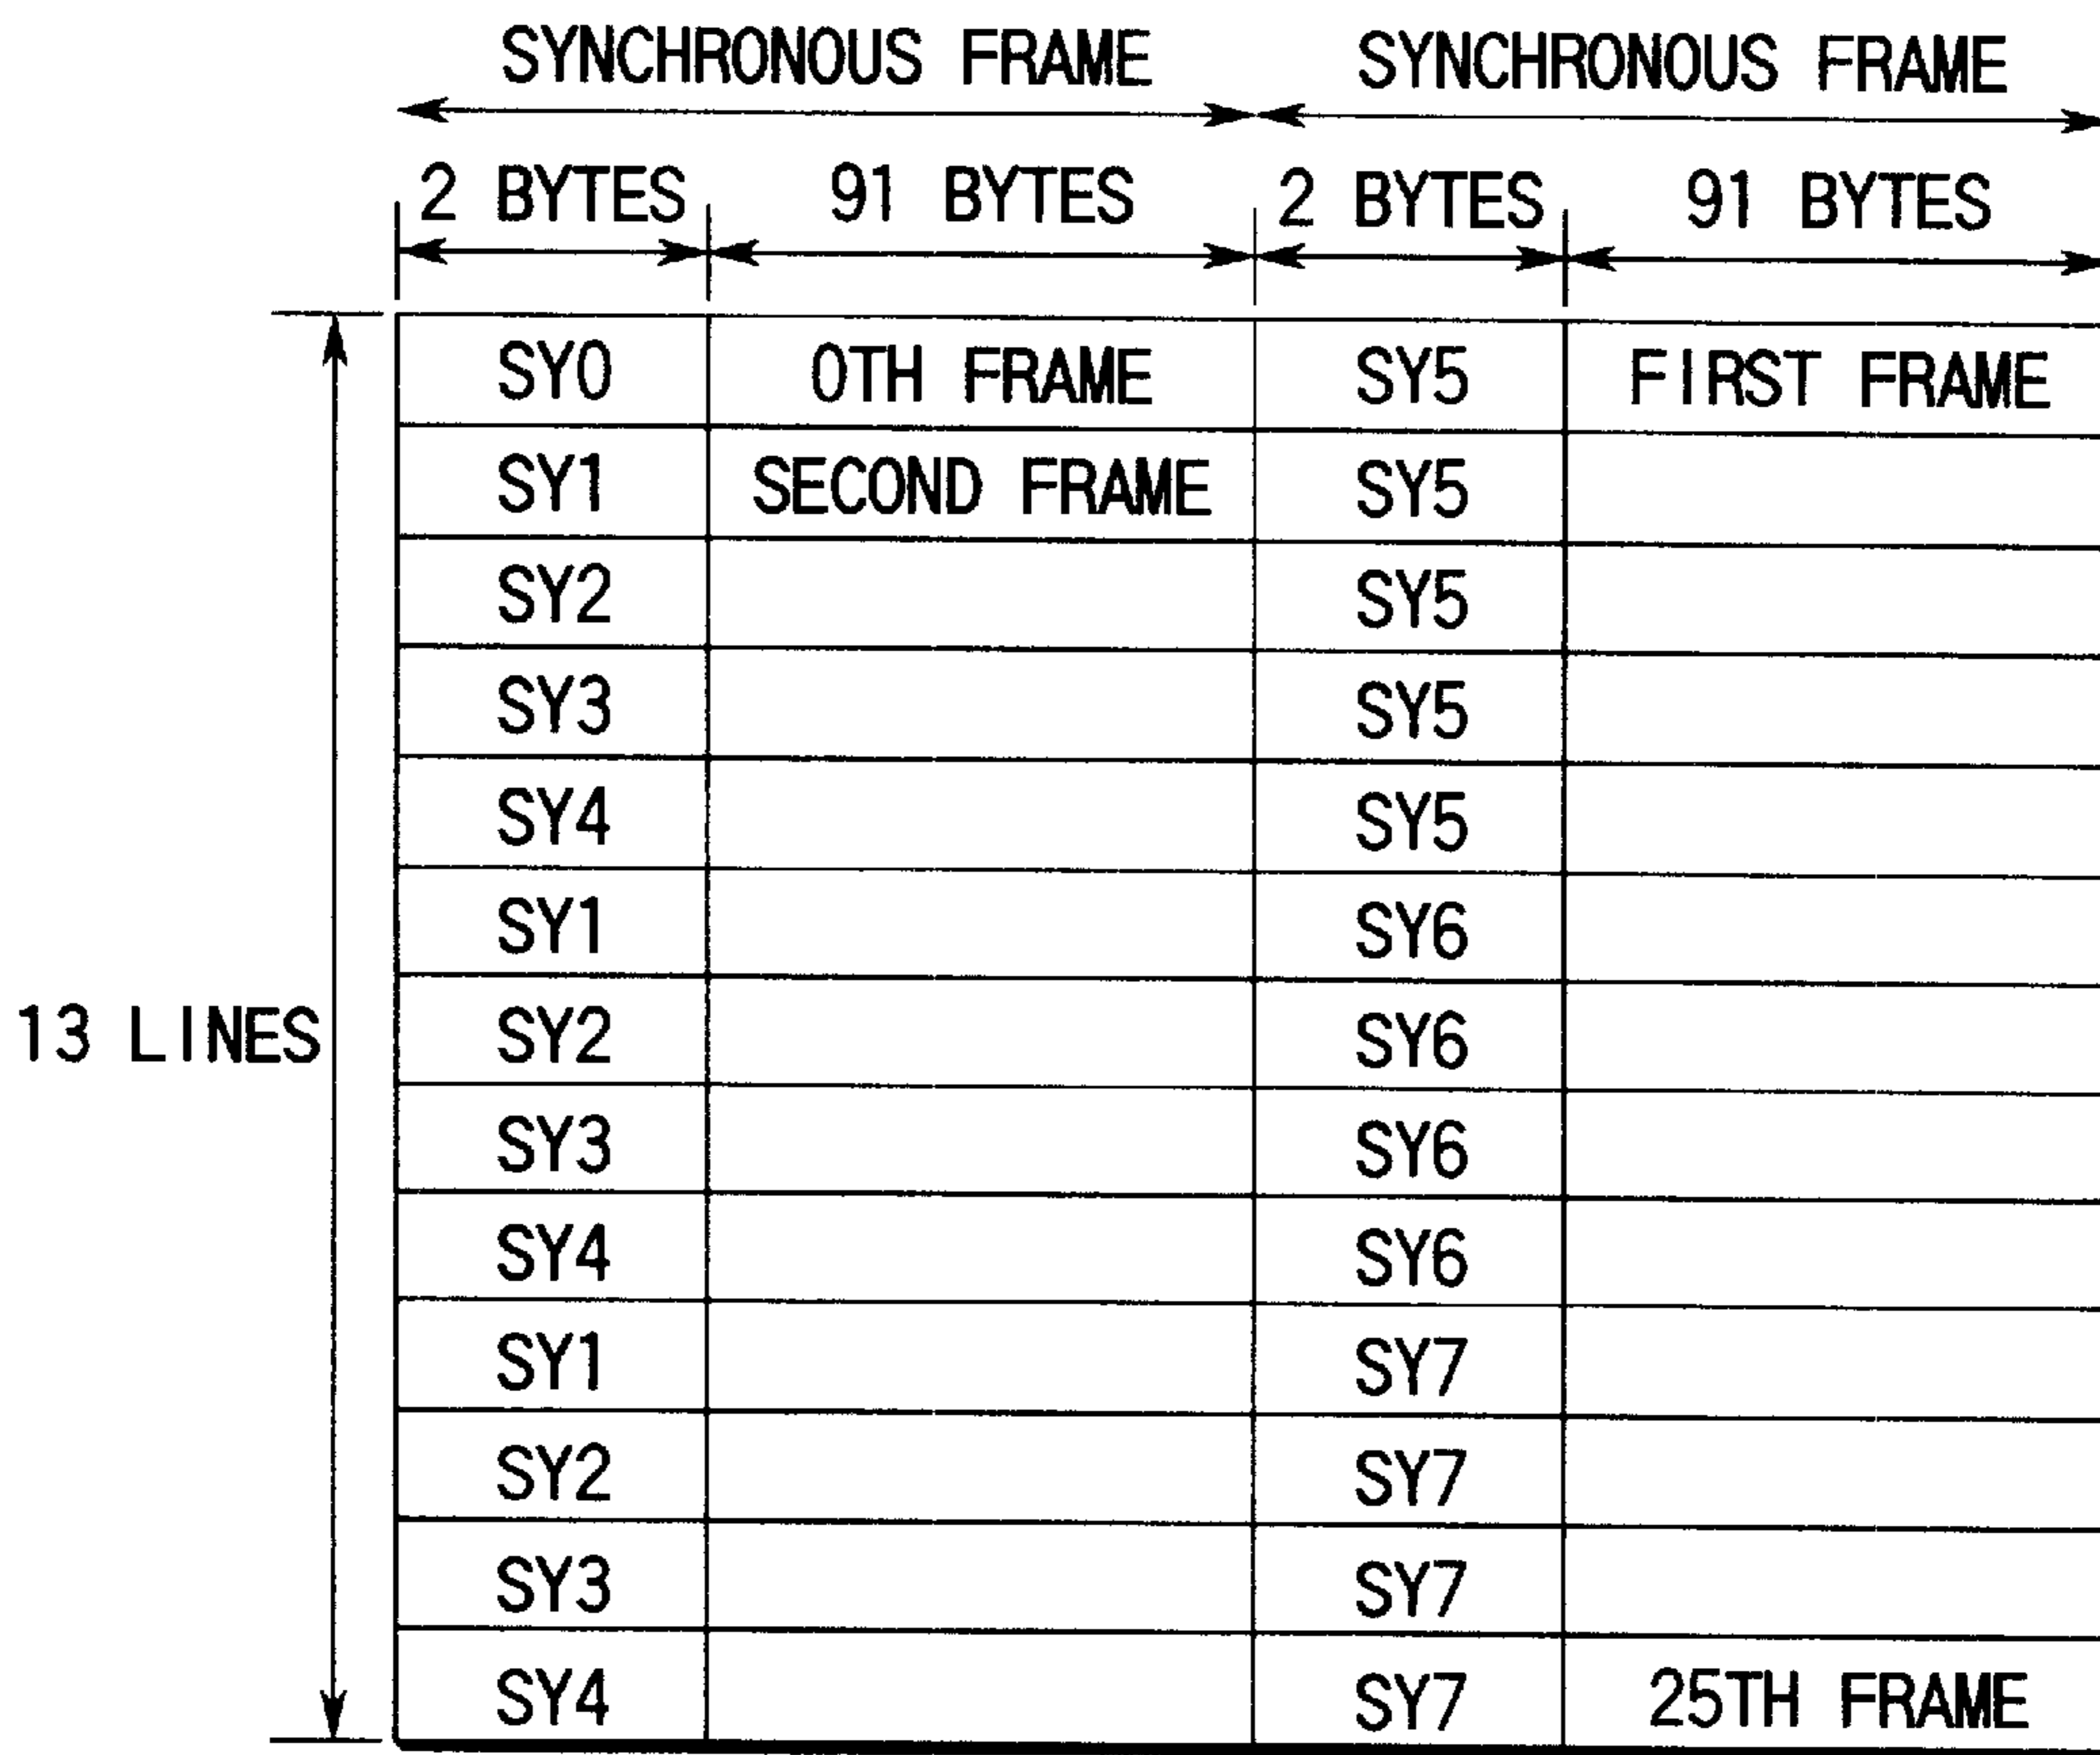 SYNCHRONOUS FRAME SYNCHRONOUS FRAME
2 BYTES 91 BYTES 2 BYTES 91 BYTES
SY0 0TH FRAME SY5 FIRST FRAME
SY1 SECOND FRAME SY5
SY2 SY5
SY3 SY5
SY4 SY5
SY1 SY6
13 LINES SY2 SY6
SY3 SY6
SY4 SY6
SY1 SY7
SY2 SY7
SY3 SY7
SY4 SY7 25TH FRAME